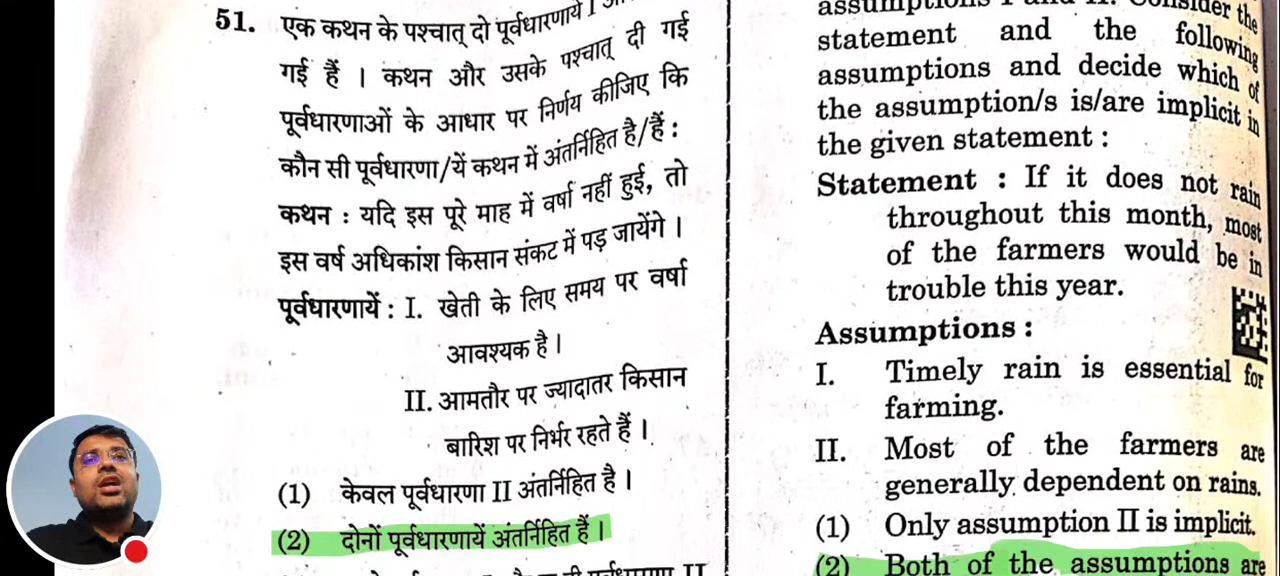 51. एक कथन के पश्चात् दो पूर्वधारणाये I
गई हैं । कथन और उसके पश्चात् दी गई
पूर्वधारणाओं के आधार पर निर्णय कीजिए कि
कौन सी पूर्वधारणा/यें कथन में अंतर्निहित है/हैं :
कथन : यदि इस पूरे माह में वर्षा नहीं हुई, तो
इस वर्ष अधिकांश किसान संकट में पड़ जायेंगे ।
पूर्वधारणायें : I. खेती के लिए समय पर वर्षा
आवश्यक है ।
II. आमतौर पर ज्यादातर किसान
बारिश पर निर्भर रहते हैं ।
(1) केवल पूर्वधारणा II अंतर्निहित है ।
(2) दोनों पूर्वधारणायें अंतर्निहित हैं ।
assumptions I and II. Consider the
statement and the following
assumptions and decide which of
the assumption/s is/are implicit in
the given statement :
Statement : If it does not rain
throughout this month, most
of the farmers would be in
trouble this year.
Assumptions :
I. Timely rain is essential for
farming.
II. Most of the farmers are
generally dependent on rains.
(1) Only assumption II is implicit.
(2) Both of the assumptions are